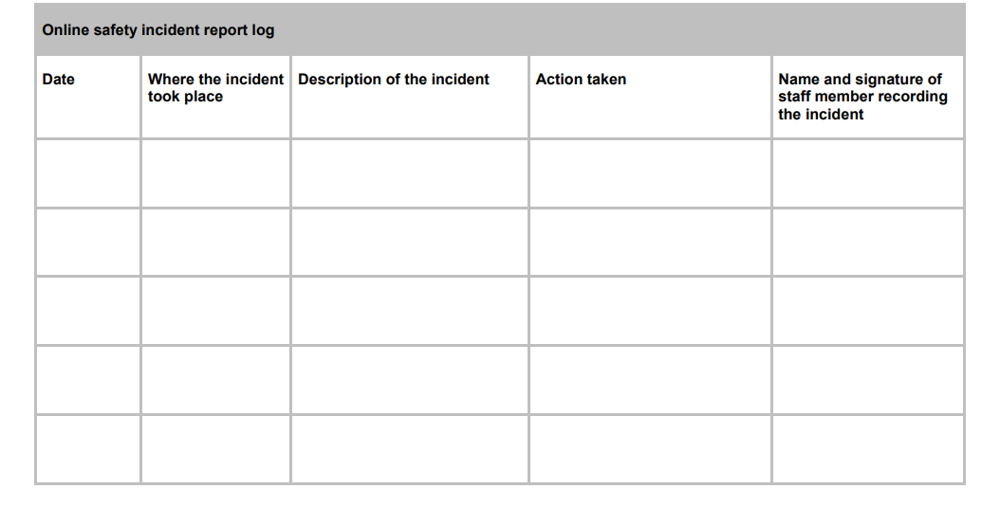 Online safety incident report log
Date
Where the incident
took place
Description of the incident
Action taken
Name and signature of
staff member recording
the incident